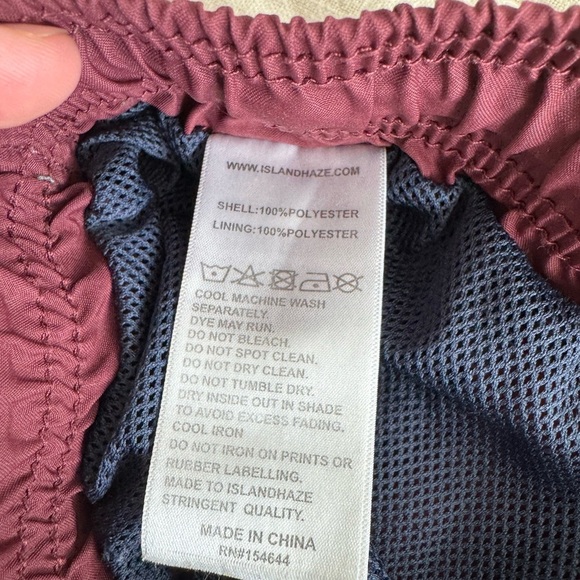 WWW.ISLANDHAZE.COM
SHELL:100%POLYESTER
LINING:100%POLYESTER
COOL MACHINE WASH
SEPARATELY.
DYE MAY RUN.
DO NOT BLEACH.
DO NOT SPOT CLEAN.
DO NOT DRY CLEAN.
DO NOT TUMBLE DRY.
DRY INSIDE OUT IN SHADE
TO AVOID EXCESS FADING.
COOL IRON
DO NOT IRON ON PRINTS OR
RUBBER LABELLING.
MADE TO ISLANDHAZE
STRINGENT QUALITY.
MADE IN CHINA
RN#154644